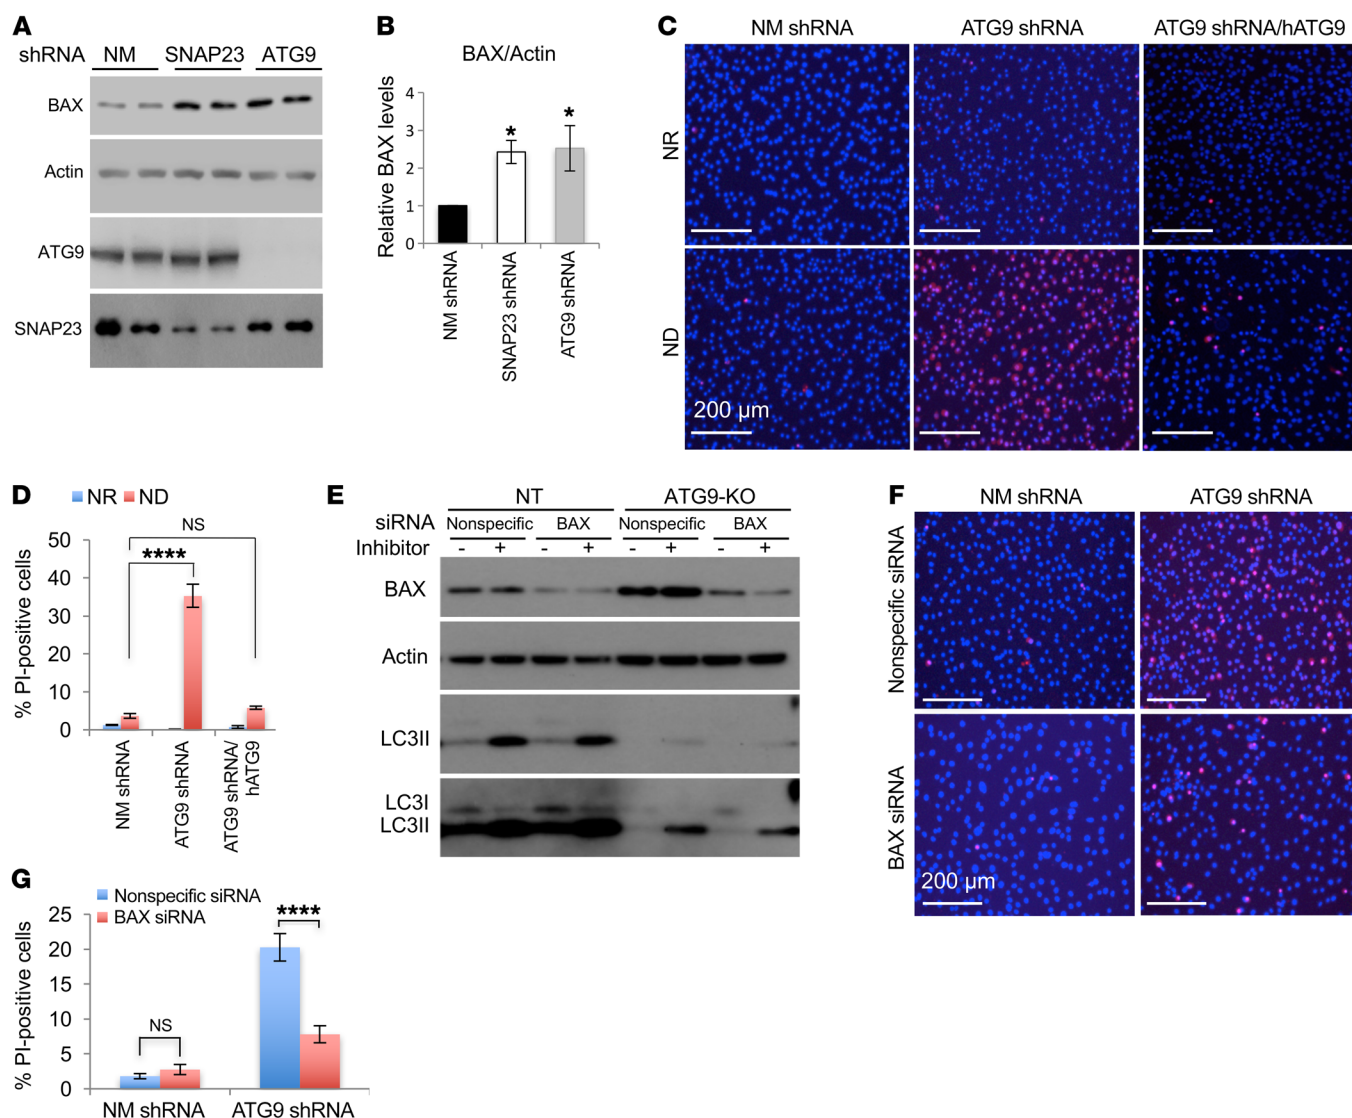 A
shRNA NM SNAP23 ATG9
BAX
Actin
ATG9
SNAP23
B
BAX/Actin
Relative BAX levels
4
3
2
1
0
* *
NM shRNA
SNAP23 shRNA
ATG9 shRNA
C
NM shRNA ATG9 shRNA ATG9 shRNA/hATG9
NR
ND
200 µm
D
NR ND
% PI-positive cells
50
40
30
20
10
0
NS
****
NM shRNA
ATG9 shRNA
ATG9 shRNA/
hATG9
E
NT ATG9-KO
siRNA Nonspecific BAX Nonspecific BAX
Inhibitor - + - + - + - +
BAX
Actin
LC3II
LC3I
LC3II
F
NM shRNA ATG9 shRNA
Nonspecific siRNA
BAX siRNA
200 µm
G
Nonspecific siRNA
BAX siRNA
% PI-positive cells
25
20
15
10
5
0
NS
****
NM shRNA ATG9 shRNA